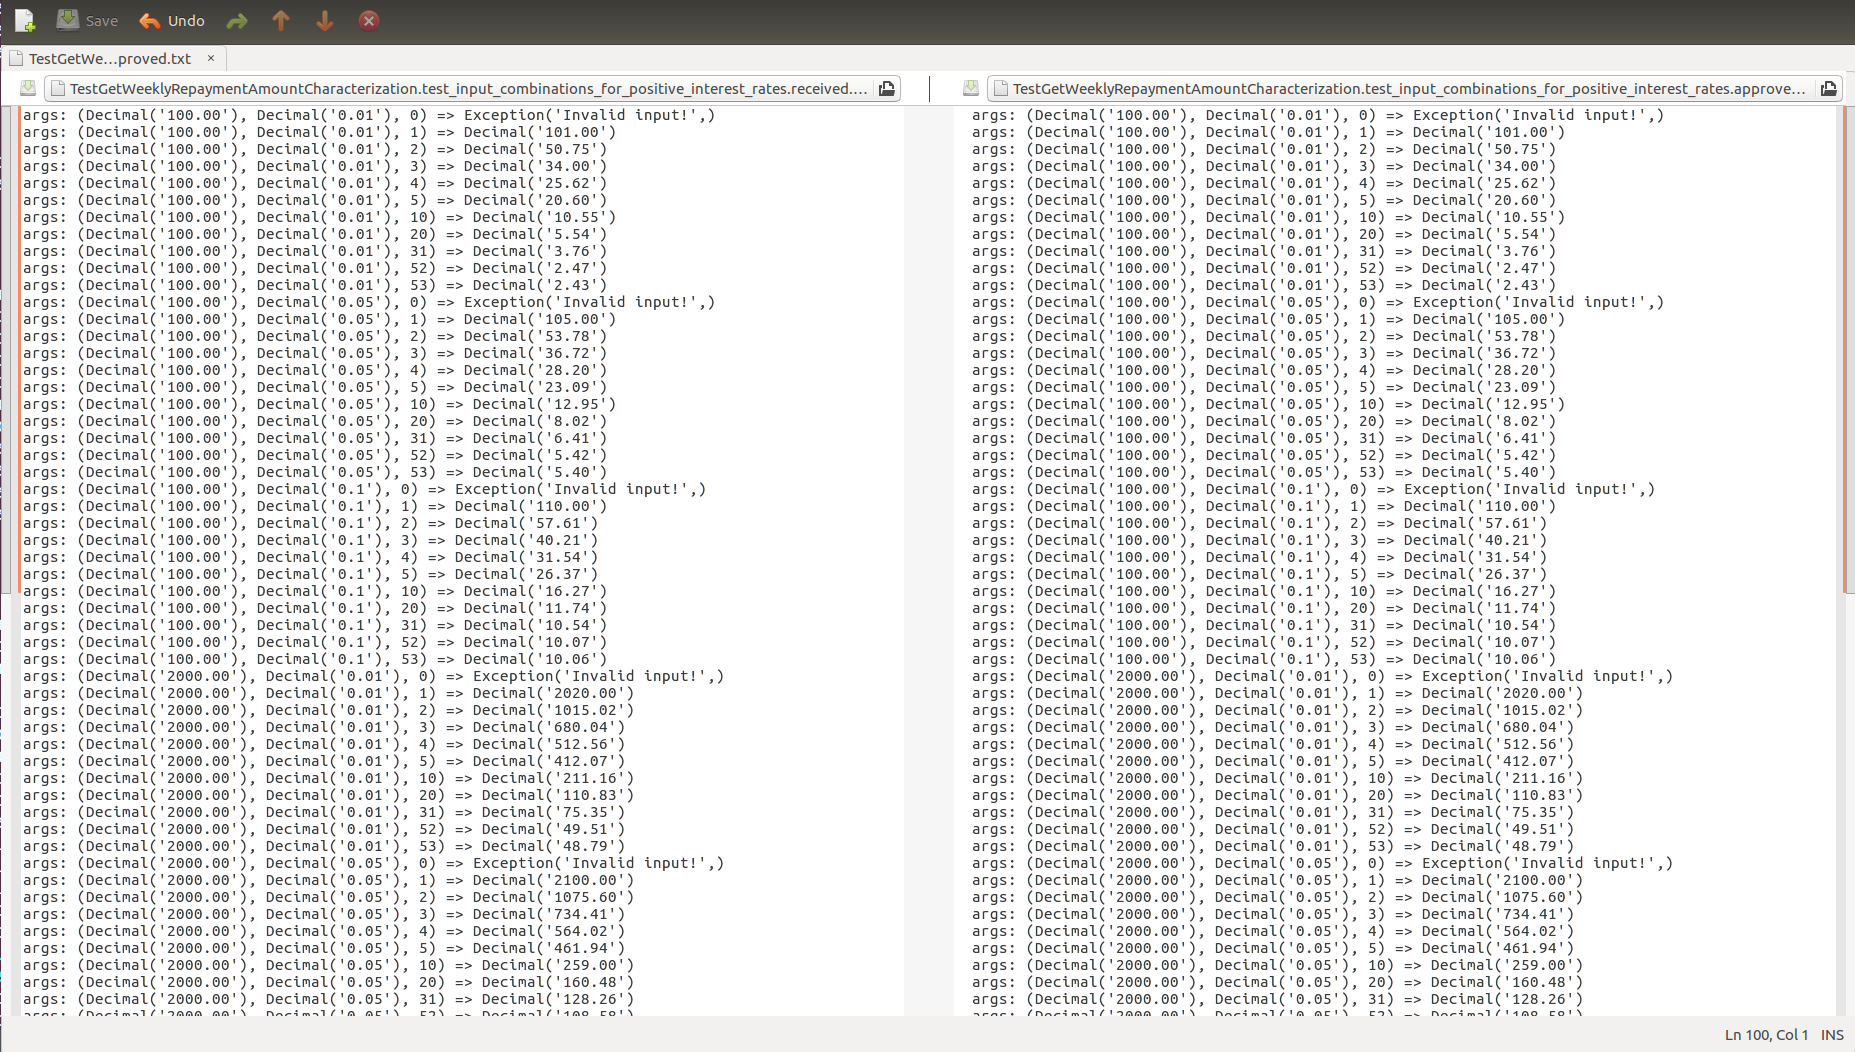 Save Undo
TestGetWe...proved.txt ×
TestGetWeeklyRepaymentAmountCharacterization.test_input_combinations_for_positive_interest_rates.received....
args: (Decimal('100.00'), Decimal('0.01'), 0) => Exception('Invalid input!',)
args: (Decimal('100.00'), Decimal('0.01'), 1) => Decimal('101.00')
args: (Decimal('100.00'), Decimal('0.01'), 2) => Decimal('50.75')
args: (Decimal('100.00'), Decimal('0.01'), 3) => Decimal('34.00')
args: (Decimal('100.00'), Decimal('0.01'), 4) => Decimal('25.62')
args: (Decimal('100.00'), Decimal('0.01'), 5) => Decimal('20.60')
args: (Decimal('100.00'), Decimal('0.01'), 10) => Decimal('10.55')
args: (Decimal('100.00'), Decimal('0.01'), 20) => Decimal('5.54')
args: (Decimal('100.00'), Decimal('0.01'), 31) => Decimal('3.76')
args: (Decimal('100.00'), Decimal('0.01'), 52) => Decimal('2.47')
args: (Decimal('100.00'), Decimal('0.01'), 53) => Decimal('2.43')
args: (Decimal('100.00'), Decimal('0.05'), 0) => Exception('Invalid input!',)
args: (Decimal('100.00'), Decimal('0.05'), 1) => Decimal('105.00')
args: (Decimal('100.00'), Decimal('0.05'), 2) => Decimal('53.78')
args: (Decimal('100.00'), Decimal('0.05'), 3) => Decimal('36.72')
args: (Decimal('100.00'), Decimal('0.05'), 4) => Decimal('28.20')
args: (Decimal('100.00'), Decimal('0.05'), 5) => Decimal('23.09')
args: (Decimal('100.00'), Decimal('0.05'), 10) => Decimal('12.95')
args: (Decimal('100.00'), Decimal('0.05'), 20) => Decimal('8.02')
args: (Decimal('100.00'), Decimal('0.05'), 31) => Decimal('6.41')
args: (Decimal('100.00'), Decimal('0.05'), 52) => Decimal('5.42')
args: (Decimal('100.00'), Decimal('0.05'), 53) => Decimal('5.40')
args: (Decimal('100.00'), Decimal('0.1'), 0) => Exception('Invalid input!',)
args: (Decimal('100.00'), Decimal('0.1'), 1) => Decimal('110.00')
args: (Decimal('100.00'), Decimal('0.1'), 2) => Decimal('57.61')
args: (Decimal('100.00'), Decimal('0.1'), 3) => Decimal('40.21')
args: (Decimal('100.00'), Decimal('0.1'), 4) => Decimal('31.54')
args: (Decimal('100.00'), Decimal('0.1'), 5) => Decimal('26.37')
args: (Decimal('100.00'), Decimal('0.1'), 10) => Decimal('16.27')
args: (Decimal('100.00'), Decimal('0.1'), 20) => Decimal('11.74')
args: (Decimal('100.00'), Decimal('0.1'), 31) => Decimal('10.54')
args: (Decimal('100.00'), Decimal('0.1'), 52) => Decimal('10.07')
args: (Decimal('100.00'), Decimal('0.1'), 53) => Decimal('10.06')
args: (Decimal('2000.00'), Decimal('0.01'), 0) => Exception('Invalid input!',)
args: (Decimal('2000.00'), Decimal('0.01'), 1) => Decimal('2020.00')
args: (Decimal('2000.00'), Decimal('0.01'), 2) => Decimal('1015.02')
args: (Decimal('2000.00'), Decimal('0.01'), 3) => Decimal('680.04')
args: (Decimal('2000.00'), Decimal('0.01'), 4) => Decimal('512.56')
args: (Decimal('2000.00'), Decimal('0.01'), 5) => Decimal('412.07')
args: (Decimal('2000.00'), Decimal('0.01'), 10) => Decimal('211.16')
args: (Decimal('2000.00'), Decimal('0.01'), 20) => Decimal('110.83')
args: (Decimal('2000.00'), Decimal('0.01'), 31) => Decimal('75.35')
args: (Decimal('2000.00'), Decimal('0.01'), 52) => Decimal('49.51')
args: (Decimal('2000.00'), Decimal('0.01'), 53) => Decimal('48.79')
args: (Decimal('2000.00'), Decimal('0.05'), 0) => Exception('Invalid input!',)
args: (Decimal('2000.00'), Decimal('0.05'), 1) => Decimal('2100.00')
args: (Decimal('2000.00'), Decimal('0.05'), 2) => Decimal('1075.60')
args: (Decimal('2000.00'), Decimal('0.05'), 3) => Decimal('734.41')
args: (Decimal('2000.00'), Decimal('0.05'), 4) => Decimal('564.02')
args: (Decimal('2000.00'), Decimal('0.05'), 5) => Decimal('461.94')
args: (Decimal('2000.00'), Decimal('0.05'), 10) => Decimal('259.00')
args: (Decimal('2000.00'), Decimal('0.05'), 20) => Decimal('160.48')
args: (Decimal('2000.00'), Decimal('0.05'), 31) => Decimal('128.26')
args: (Decimal('2000.00'), Decimal('0.05'), 52) => Decimal('108.58')
TestGetWeeklyRepaymentAmountCharacterization.test_input_combinations_for_positive_interest_rates.approve...
args: (Decimal('100.00'), Decimal('0.01'), 0) => Exception('Invalid input!',)
args: (Decimal('100.00'), Decimal('0.01'), 1) => Decimal('101.00')
args: (Decimal('100.00'), Decimal('0.01'), 2) => Decimal('50.75')
args: (Decimal('100.00'), Decimal('0.01'), 3) => Decimal('34.00')
args: (Decimal('100.00'), Decimal('0.01'), 4) => Decimal('25.62')
args: (Decimal('100.00'), Decimal('0.01'), 5) => Decimal('20.60')
args: (Decimal('100.00'), Decimal('0.01'), 10) => Decimal('10.55')
args: (Decimal('100.00'), Decimal('0.01'), 20) => Decimal('5.54')
args: (Decimal('100.00'), Decimal('0.01'), 31) => Decimal('3.76')
args: (Decimal('100.00'), Decimal('0.01'), 52) => Decimal('2.47')
args: (Decimal('100.00'), Decimal('0.01'), 53) => Decimal('2.43')
args: (Decimal('100.00'), Decimal('0.05'), 0) => Exception('Invalid input!',)
args: (Decimal('100.00'), Decimal('0.05'), 1) => Decimal('105.00')
args: (Decimal('100.00'), Decimal('0.05'), 2) => Decimal('53.78')
args: (Decimal('100.00'), Decimal('0.05'), 3) => Decimal('36.72')
args: (Decimal('100.00'), Decimal('0.05'), 4) => Decimal('28.20')
args: (Decimal('100.00'), Decimal('0.05'), 5) => Decimal('23.09')
args: (Decimal('100.00'), Decimal('0.05'), 10) => Decimal('12.95')
args: (Decimal('100.00'), Decimal('0.05'), 20) => Decimal('8.02')
args: (Decimal('100.00'), Decimal('0.05'), 31) => Decimal('6.41')
args: (Decimal('100.00'), Decimal('0.05'), 52) => Decimal('5.42')
args: (Decimal('100.00'), Decimal('0.05'), 53) => Decimal('5.40')
args: (Decimal('100.00'), Decimal('0.1'), 0) => Exception('Invalid input!',)
args: (Decimal('100.00'), Decimal('0.1'), 1) => Decimal('110.00')
args: (Decimal('100.00'), Decimal('0.1'), 2) => Decimal('57.61')
args: (Decimal('100.00'), Decimal('0.1'), 3) => Decimal('40.21')
args: (Decimal('100.00'), Decimal('0.1'), 4) => Decimal('31.54')
args: (Decimal('100.00'), Decimal('0.1'), 5) => Decimal('26.37')
args: (Decimal('100.00'), Decimal('0.1'), 10) => Decimal('16.27')
args: (Decimal('100.00'), Decimal('0.1'), 20) => Decimal('11.74')
args: (Decimal('100.00'), Decimal('0.1'), 31) => Decimal('10.54')
args: (Decimal('100.00'), Decimal('0.1'), 52) => Decimal('10.07')
args: (Decimal('100.00'), Decimal('0.1'), 53) => Decimal('10.06')
args: (Decimal('2000.00'), Decimal('0.01'), 0) => Exception('Invalid input!',)
args: (Decimal('2000.00'), Decimal('0.01'), 1) => Decimal('2020.00')
args: (Decimal('2000.00'), Decimal('0.01'), 2) => Decimal('1015.02')
args: (Decimal('2000.00'), Decimal('0.01'), 3) => Decimal('680.04')
args: (Decimal('2000.00'), Decimal('0.01'), 4) => Decimal('512.56')
args: (Decimal('2000.00'), Decimal('0.01'), 5) => Decimal('412.07')
args: (Decimal('2000.00'), Decimal('0.01'), 10) => Decimal('211.16')
args: (Decimal('2000.00'), Decimal('0.01'), 20) => Decimal('110.83')
args: (Decimal('2000.00'), Decimal('0.01'), 31) => Decimal('75.35')
args: (Decimal('2000.00'), Decimal('0.01'), 52) => Decimal('49.51')
args: (Decimal('2000.00'), Decimal('0.01'), 53) => Decimal('48.79')
args: (Decimal('2000.00'), Decimal('0.05'), 0) => Exception('Invalid input!',)
args: (Decimal('2000.00'), Decimal('0.05'), 1) => Decimal('2100.00')
args: (Decimal('2000.00'), Decimal('0.05'), 2) => Decimal('1075.60')
args: (Decimal('2000.00'), Decimal('0.05'), 3) => Decimal('734.41')
args: (Decimal('2000.00'), Decimal('0.05'), 4) => Decimal('564.02')
args: (Decimal('2000.00'), Decimal('0.05'), 5) => Decimal('461.94')
args: (Decimal('2000.00'), Decimal('0.05'), 10) => Decimal('259.00')
args: (Decimal('2000.00'), Decimal('0.05'), 20) => Decimal('160.48')
args: (Decimal('2000.00'), Decimal('0.05'), 31) => Decimal('128.26')
args: (Decimal('2000.00'), Decimal('0.05'), 52) => Decimal('108.58')
Ln 100, Col 1 INS